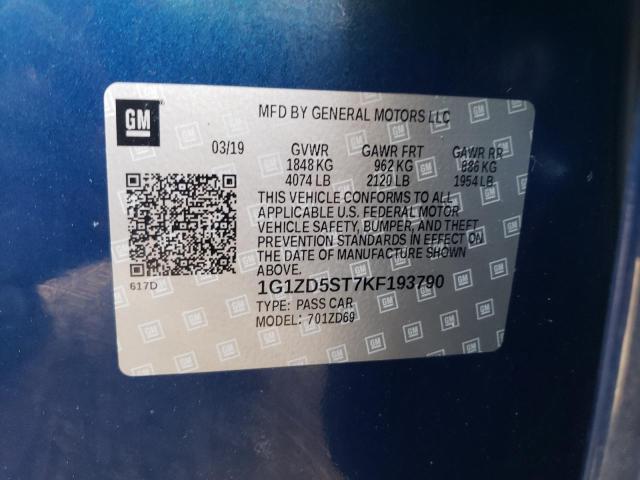 GM
MFD BY GENERAL MOTORS LLC
03/19 GVWR GAWR FRT GAWR RR
1848 KG 962 KG 886 KG
4074 LB 2120 LB 1954 LB
THIS VEHICLE CONFORMS TO ALL
APPLICABLE U.S. FEDERAL MOTOR
VEHICLE SAFETY, BUMPER, AND THEFT
PREVENTION STANDARDS IN EFFECT ON
THE DATE OF MANUFACTURE SHOWN
ABOVE.
617D
1G1ZD5ST7KF193790
TYPE: PASS CAR
MODEL: 701ZD69